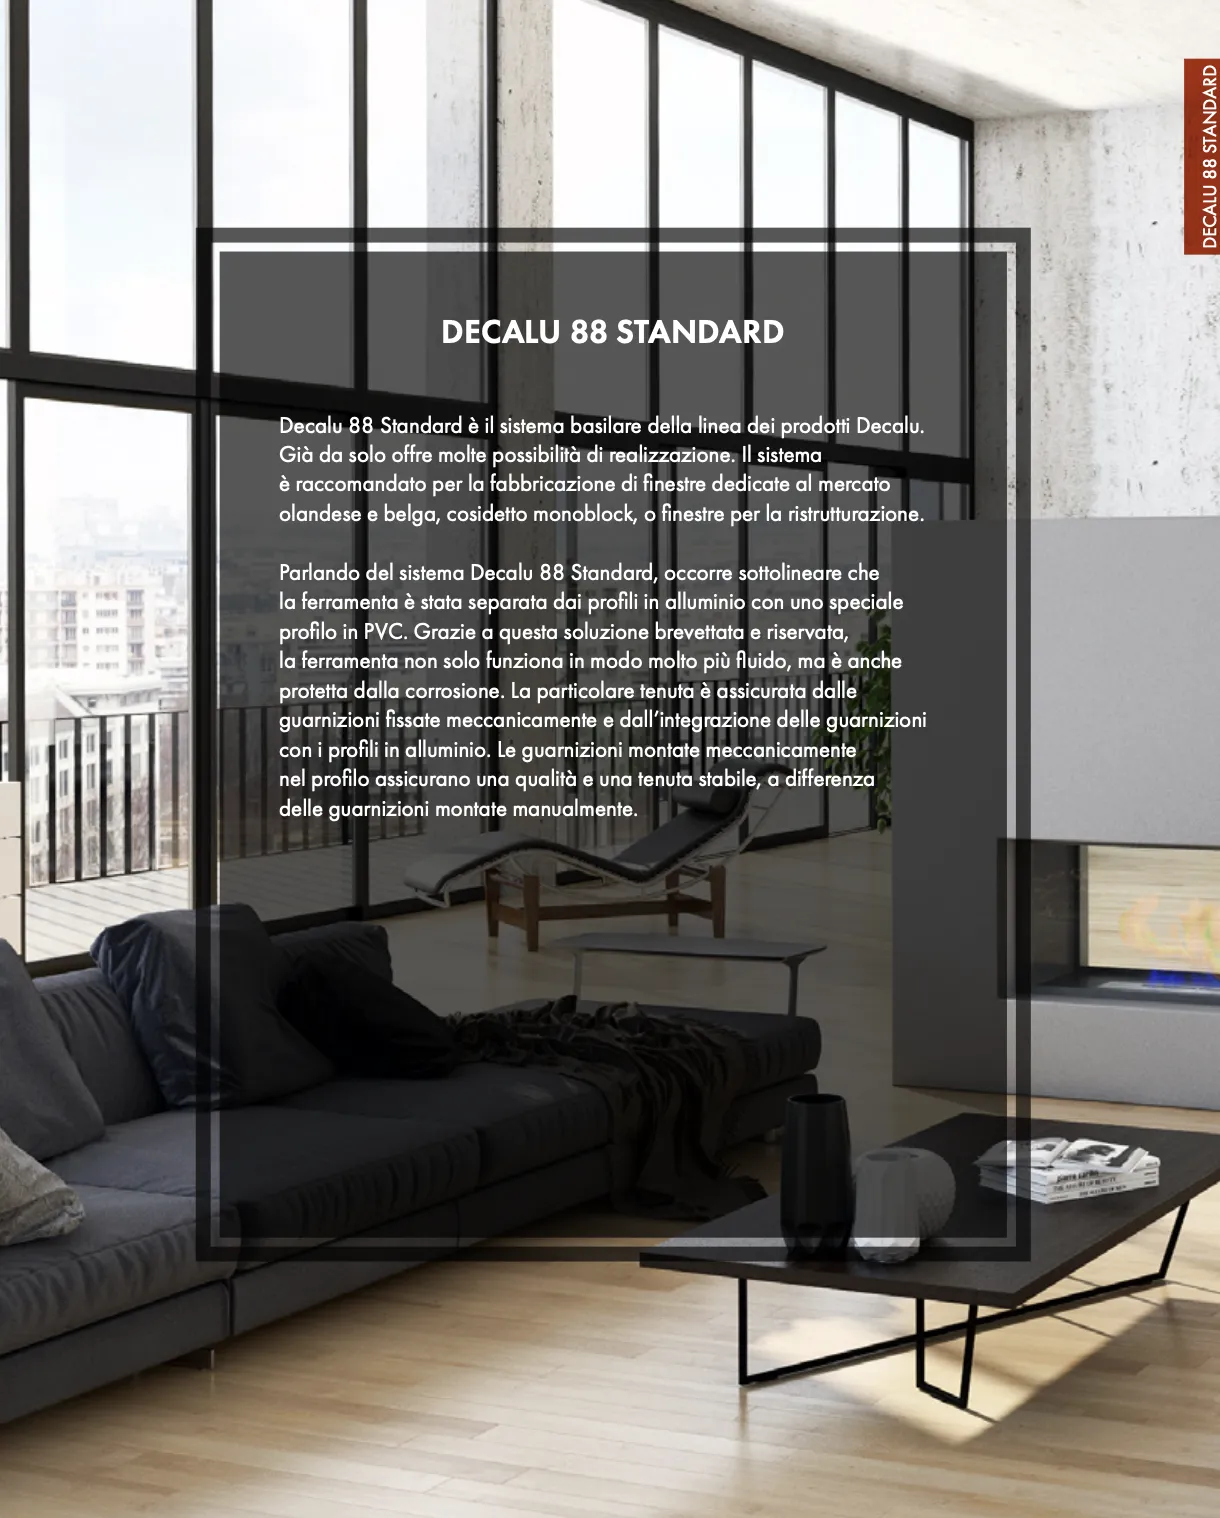 DECALU 88 STANDARD
DECALU 88 STANDARD
Decalu 88 Standard è il sistema basilare della linea dei prodotti Decalu.
Già da solo offre molte possibilità di realizzazione. Il sistema
è raccomandato per la fabbricazione di finestre dedicate al mercato
olandese e belga, cosidetto monoblock, o finestre per la ristrutturazione.
Parlando del sistema Decalu 88 Standard, occorre sottolineare che
la ferramenta è stata separata dai profili in alluminio con uno speciale
profilo in PVC. Grazie a questa soluzione brevettata e riservata,
la ferramenta non solo funziona in modo molto più fluido, ma è anche
protetta dalla corrosione. La particolare tenuta è assicurata dalle
guarnizioni fissate meccanicamente e dall'integrazione delle guarnizioni
con i profili in alluminio. Le guarnizioni montate meccanicamente
nel profilo assicurano una qualità e una tenuta stabile, a differenza
delle guarnizioni montate manualmente.